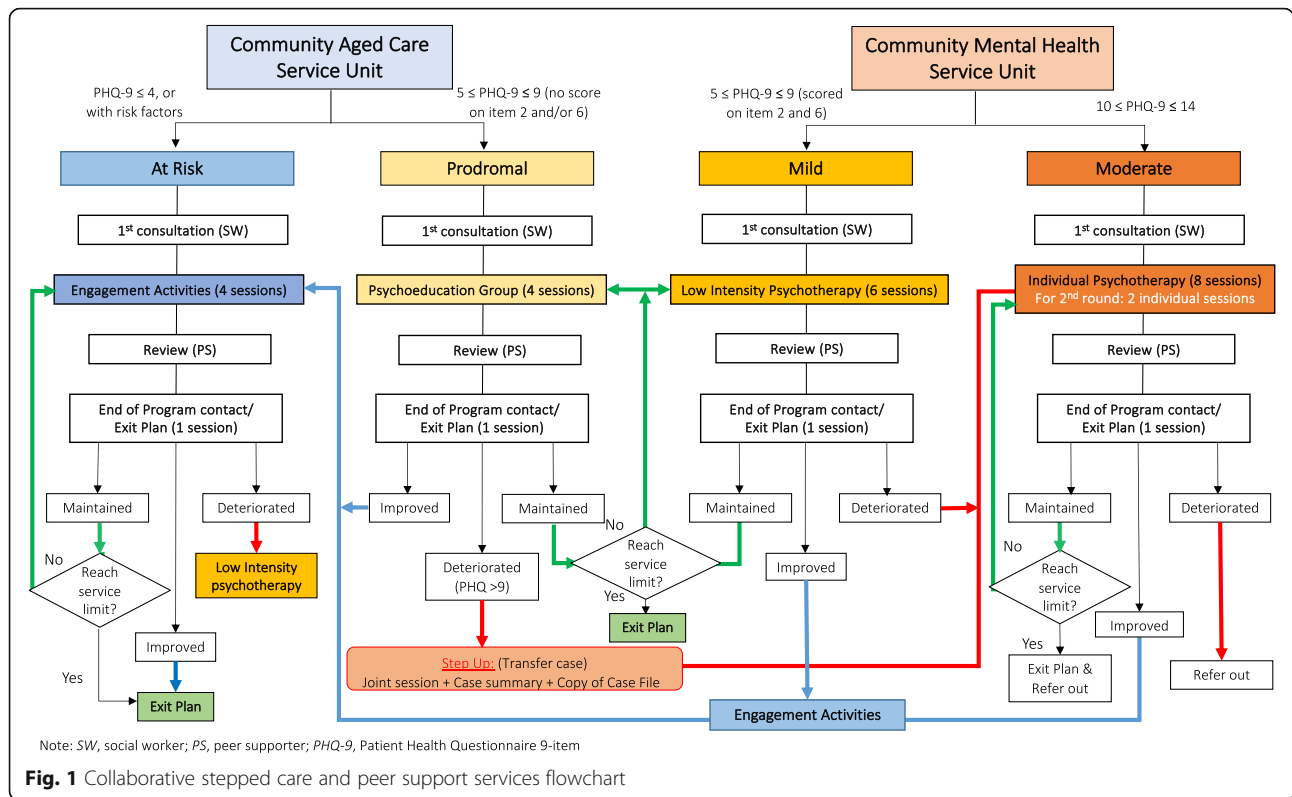 Community Aged Care
Service Unit
Community Mental Health
Service Unit
PHQ-9 ≤ 4, or
with risk factors
5 ≤ PHQ-9 ≤ 9 (no score
on item 2 and/or 6)
5 ≤ PHQ-9 ≤ 9 (scored
on item 2 and 6)
10 ≤ PHQ-9 ≤ 14
At Risk
Prodromal
Mild
Moderate
1st consultation (SW)
1st consultation (SW)
1st consultation (SW)
1st consultation (SW)
Engagement Activities (4 sessions)
Psychoeducation Group (4 sessions)
Low Intensity Psychotherapy (6 sessions)
Individual Psychotherapy (8 sessions)
For 2nd round: 2 individual sessions
Review (PS)
Review (PS)
Review (PS)
Review (PS)
End of Program contact/
Exit Plan (1 session)
End of Program contact/
Exit Plan (1 session)
End of Program contact/
Exit Plan (1 session)
End of Program contact/
Exit Plan (1 session)
Maintained
Deteriorated
Improved
Maintained
Maintained
Deteriorated
Maintained
Deteriorated
No
Reach
service
limit?
Yes
Low Intensity
psychotherapy
Improved
Exit Plan
Deteriorated
(PHQ >9)
No
Reach
service
limit?
Yes
Exit Plan
Improved
No
Reach
service
limit?
Yes
Improved
Exit Plan &
Refer out
Refer out
Step Up: (Transfer case)
Joint session + Case summary + Copy of Case File
Engagement Activities
Note: SW, social worker; PS, peer supporter; PHQ-9, Patient Health Questionnaire 9-item
Fig. 1 Collaborative stepped care and peer support services flowchart